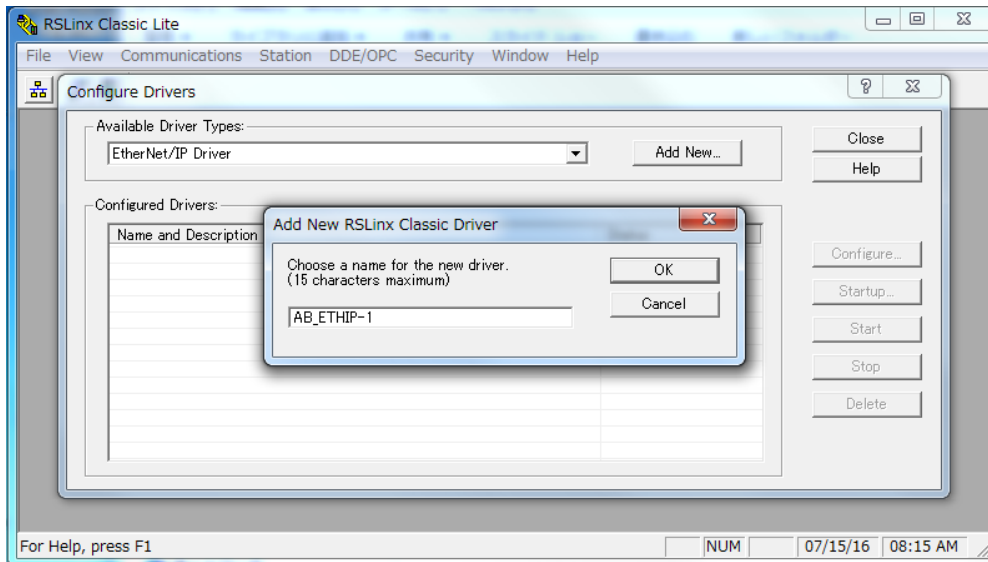 RSLinx Classic Lite
File View Communications Station DDE/OPC Security Window Help
Configure Drivers
Available Driver Types:
EtherNet/IP Driver
Add New...
Close
Help
Configured Drivers:
Name and Description
Add New RSLinx Classic Driver
Choose a name for the new driver.
(15 characters maximum)
AB_ETHIP-1
OK
Cancel
Configure...
Startup...
Start
Stop
Delete
For Help, press F1
NUM
07/15/16
08:15 AM